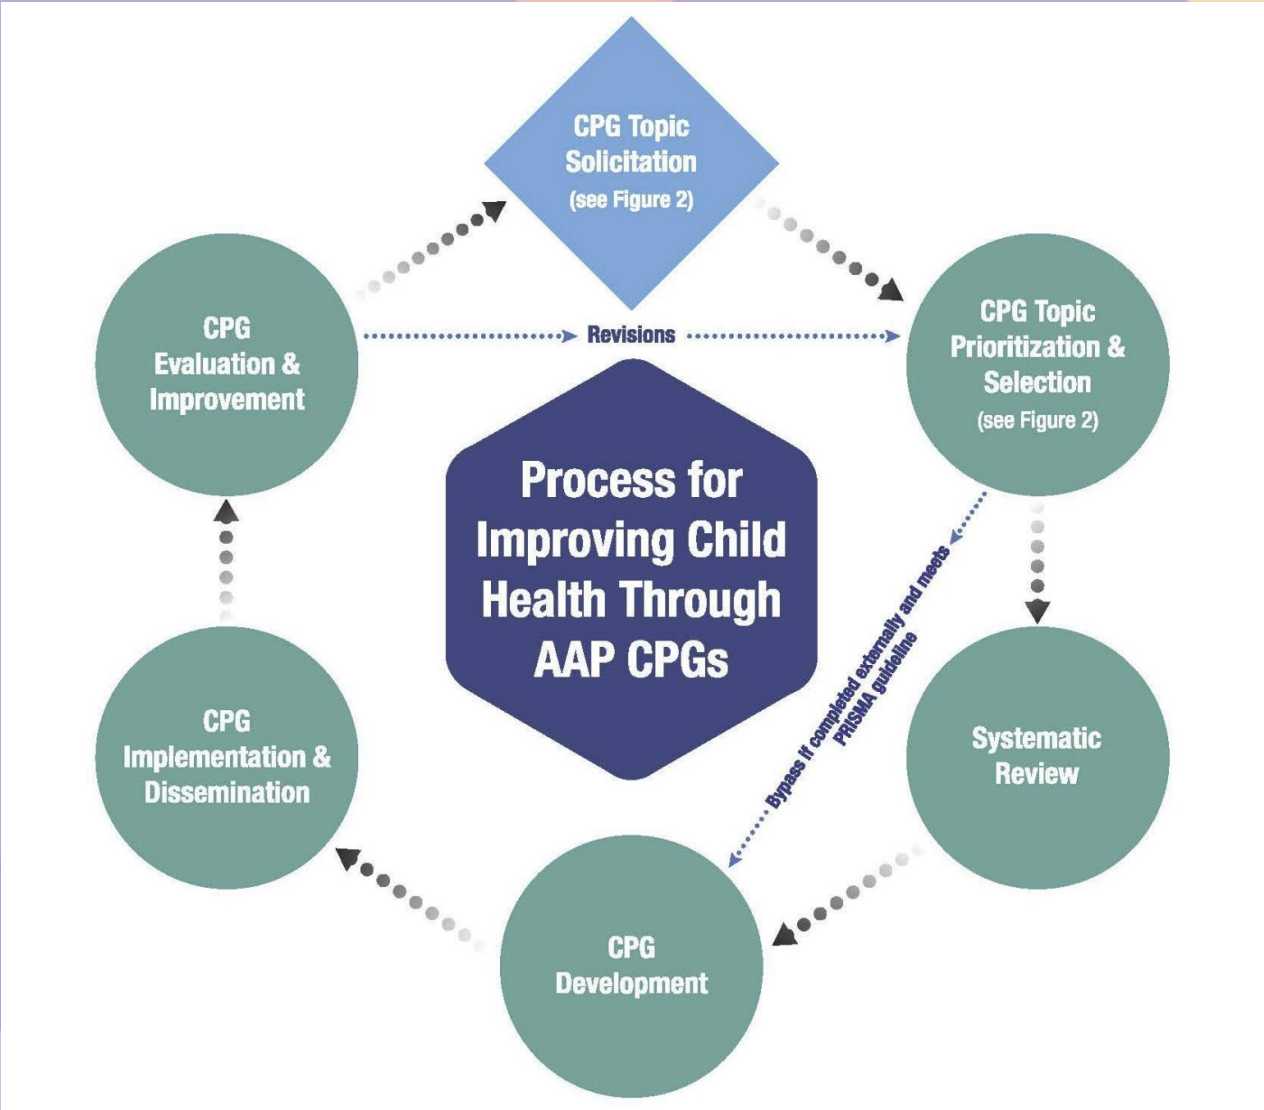 CPG Topic
Solicitation
(see Figure 2)
CPG
Evaluation &
Improvement
Revisions
CPG Topic
Prioritization &
Selection
(see Figure 2)
Process for
Improving Child
Health Through
AAP CPGs
Bypass if completed externally and meets
PRISMA guideline
CPG
Implementation &
Dissemination
Systematic
Review
CPG
Development